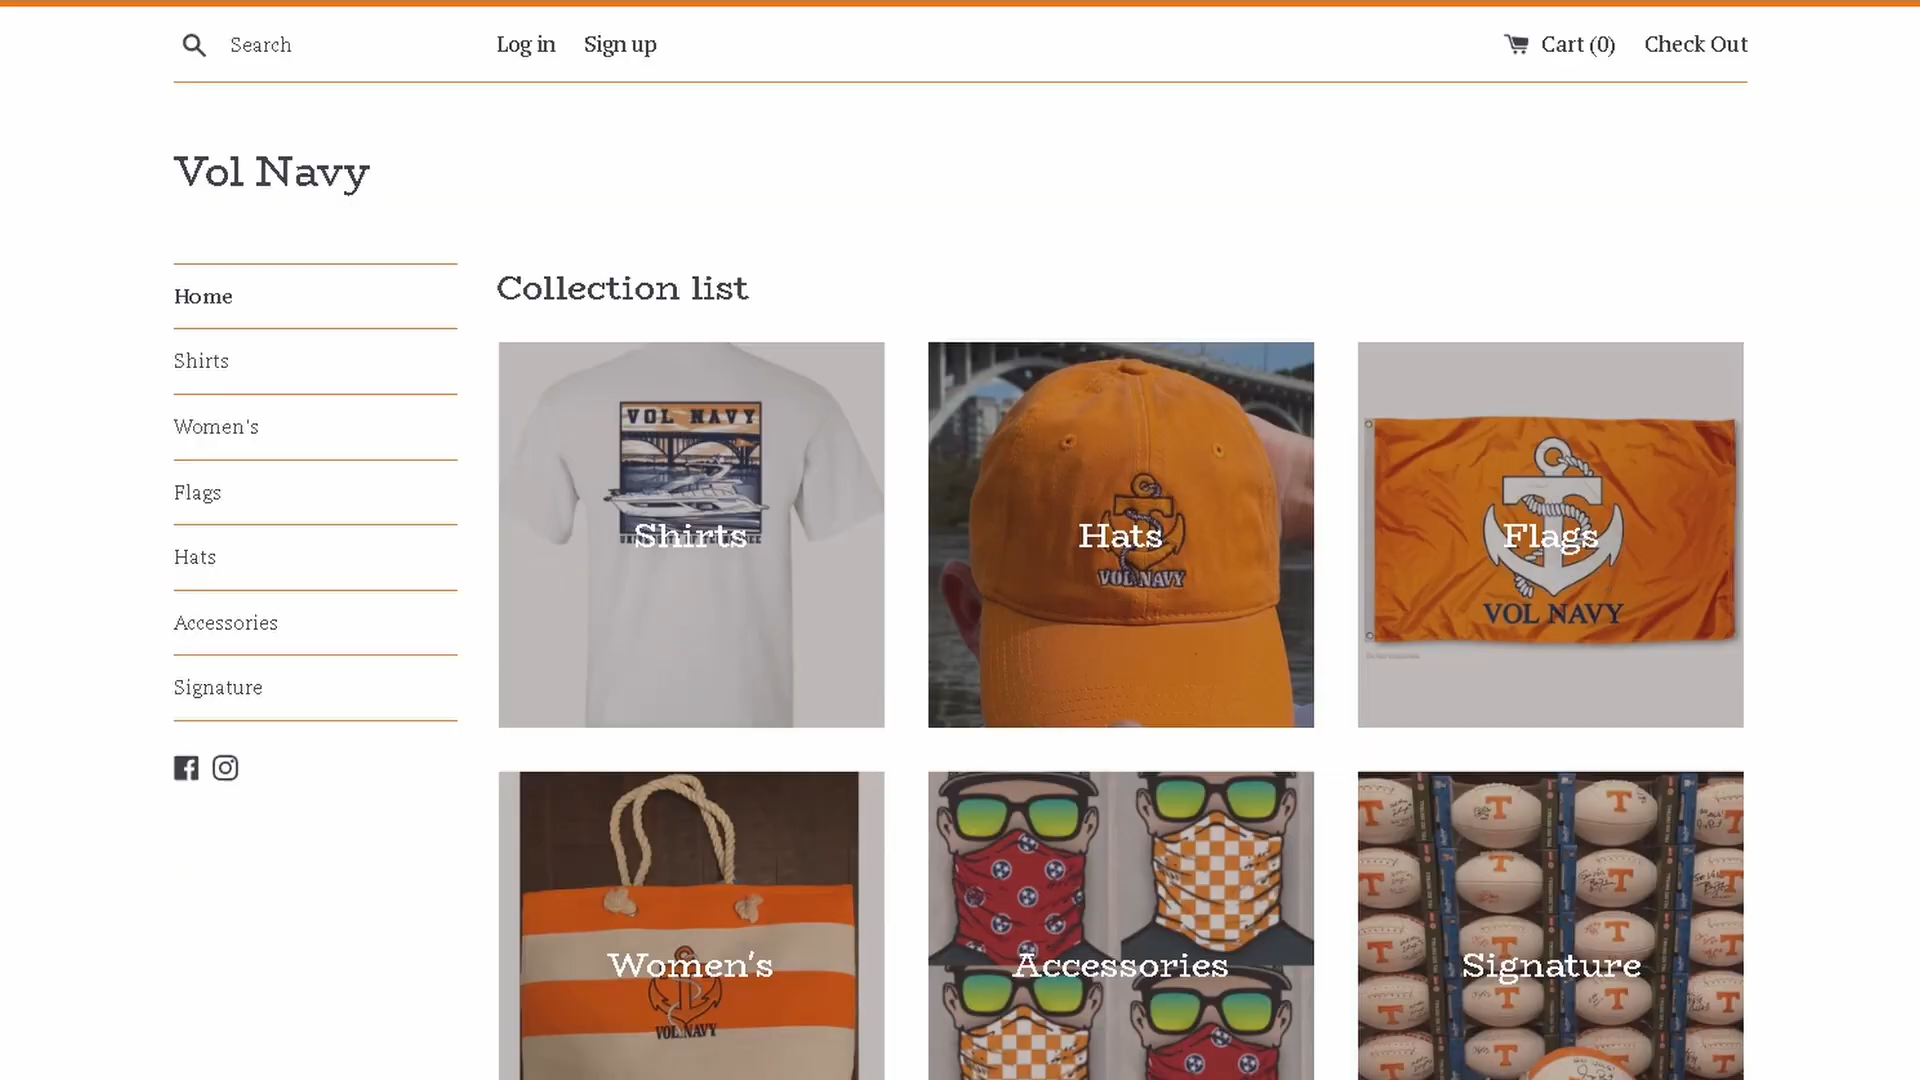 Search
Log in
Sign up
Cart (0)
Check Out
Vol Navy
Home
Shirts
Women's
Flags
Hats
Accessories
Signature
Collection list
VOL NAVY
Shirts
Hats
VOL NAVY
Flags
VOL NAVY
Women's
VOL NAVY
Accessories
Signature
T
T
T
T
T
T
T
T
T